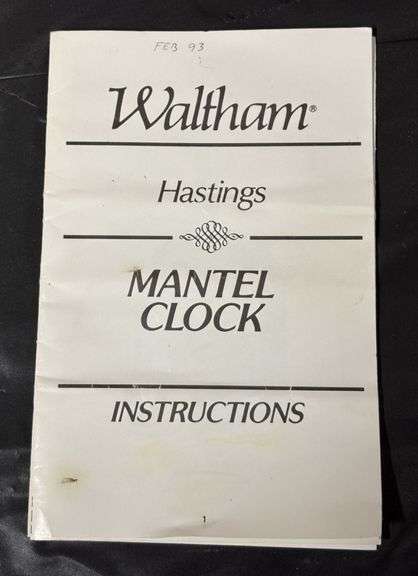 FEB 93
Waltham®
Hastings
MANTEL
CLOCK
INSTRUCTIONS
1